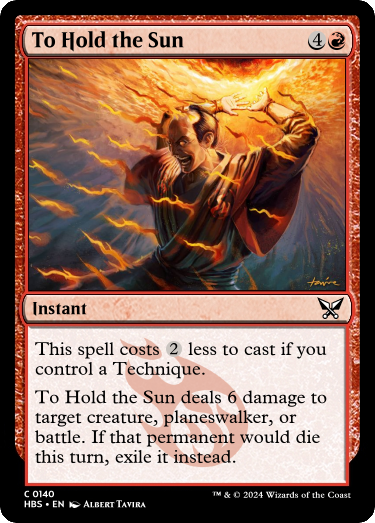 To Hold the Sun 4
tavira
Instant
This spell costs 2 less to cast if you
control a Technique.
To Hold the Sun deals 6 damage to
target creature, planeswalker, or
battle. If that permanent would die
this turn, exile it instead.
C 0140
HBS • EN Albert Tavira
™ & © 2024 Wizards of the Coast